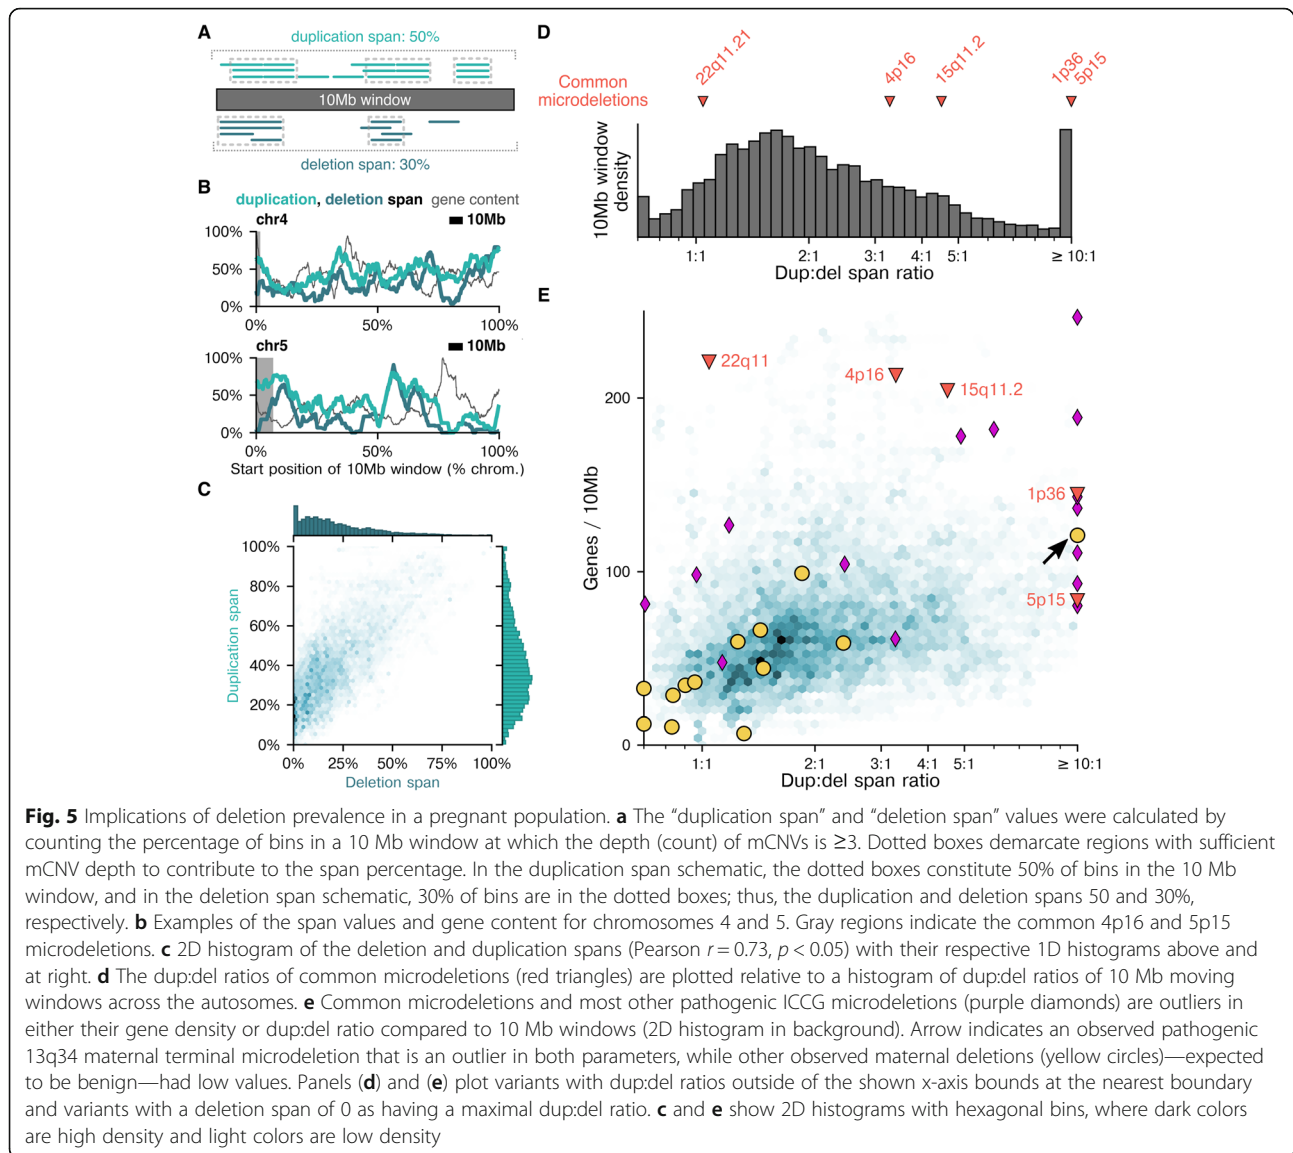 A
duplication span: 50%
10Mb window
deletion span: 30%
B
duplication, deletion span gene content
chr4
10Mb
100%
50%
0%
0%
50%
100%
chr5
10Mb
100%
50%
0%
0%
50%
100%
Start position of 10Mb window (% chrom.)
C
Duplication span
100%
80%
60%
40%
20%
0%
0%
25%
50%
75%
100%
Deletion span
D
Common
microdeletions
22q11.21
4p16
15q11.2
1p36
5p15
10Mb window
density
1:1
2:1
3:1
4:1
5:1
≥ 10:1
Dup:del span ratio
E
Genes / 10Mb
200
100
0
22q11
4p16
15q11.2
1p36
5p15
1:1
2:1
3:1
4:1
5:1
≥ 10:1
Dup:del span ratio
Fig. 5 Implications of deletion prevalence in a pregnant population. a The “duplication span” and “deletion span” values were calculated by
counting the percentage of bins in a 10 Mb window at which the depth (count) of mCNVs is ≥3. Dotted boxes demarcate regions with sufficient
mCNV depth to contribute to the span percentage. In the duplication span schematic, the dotted boxes constitute 50% of bins in the 10 Mb
window, and in the deletion span schematic, 30% of bins are in the dotted boxes; thus, the duplication and deletion spans 50 and 30%,
respectively. b Examples of the span values and gene content for chromosomes 4 and 5. Gray regions indicate the common 4p16 and 5p15
microdeletions. c 2D histogram of the deletion and duplication spans (Pearson r = 0.73, p < 0.05) with their respective 1D histograms above and
at right. d The dup:del ratios of common microdeletions (red triangles) are plotted relative to a histogram of dup:del ratios of 10 Mb moving
windows across the autosomes. e Common microdeletions and most other pathogenic ICCG microdeletions (purple diamonds) are outliers in
either their gene density or dup:del ratio compared to 10 Mb windows (2D histogram in background). Arrow indicates an observed pathogenic
13q34 maternal terminal microdeletion that is an outlier in both parameters, while other observed maternal deletions (yellow circles)—expected
to be benign—had low values. Panels (d) and (e) plot variants with dup:del ratios outside of the shown x-axis bounds at the nearest boundary
and variants with a deletion span of 0 as having a maximal dup:del ratio. c and e show 2D histograms with hexagonal bins, where dark colors
are high density and light colors are low density